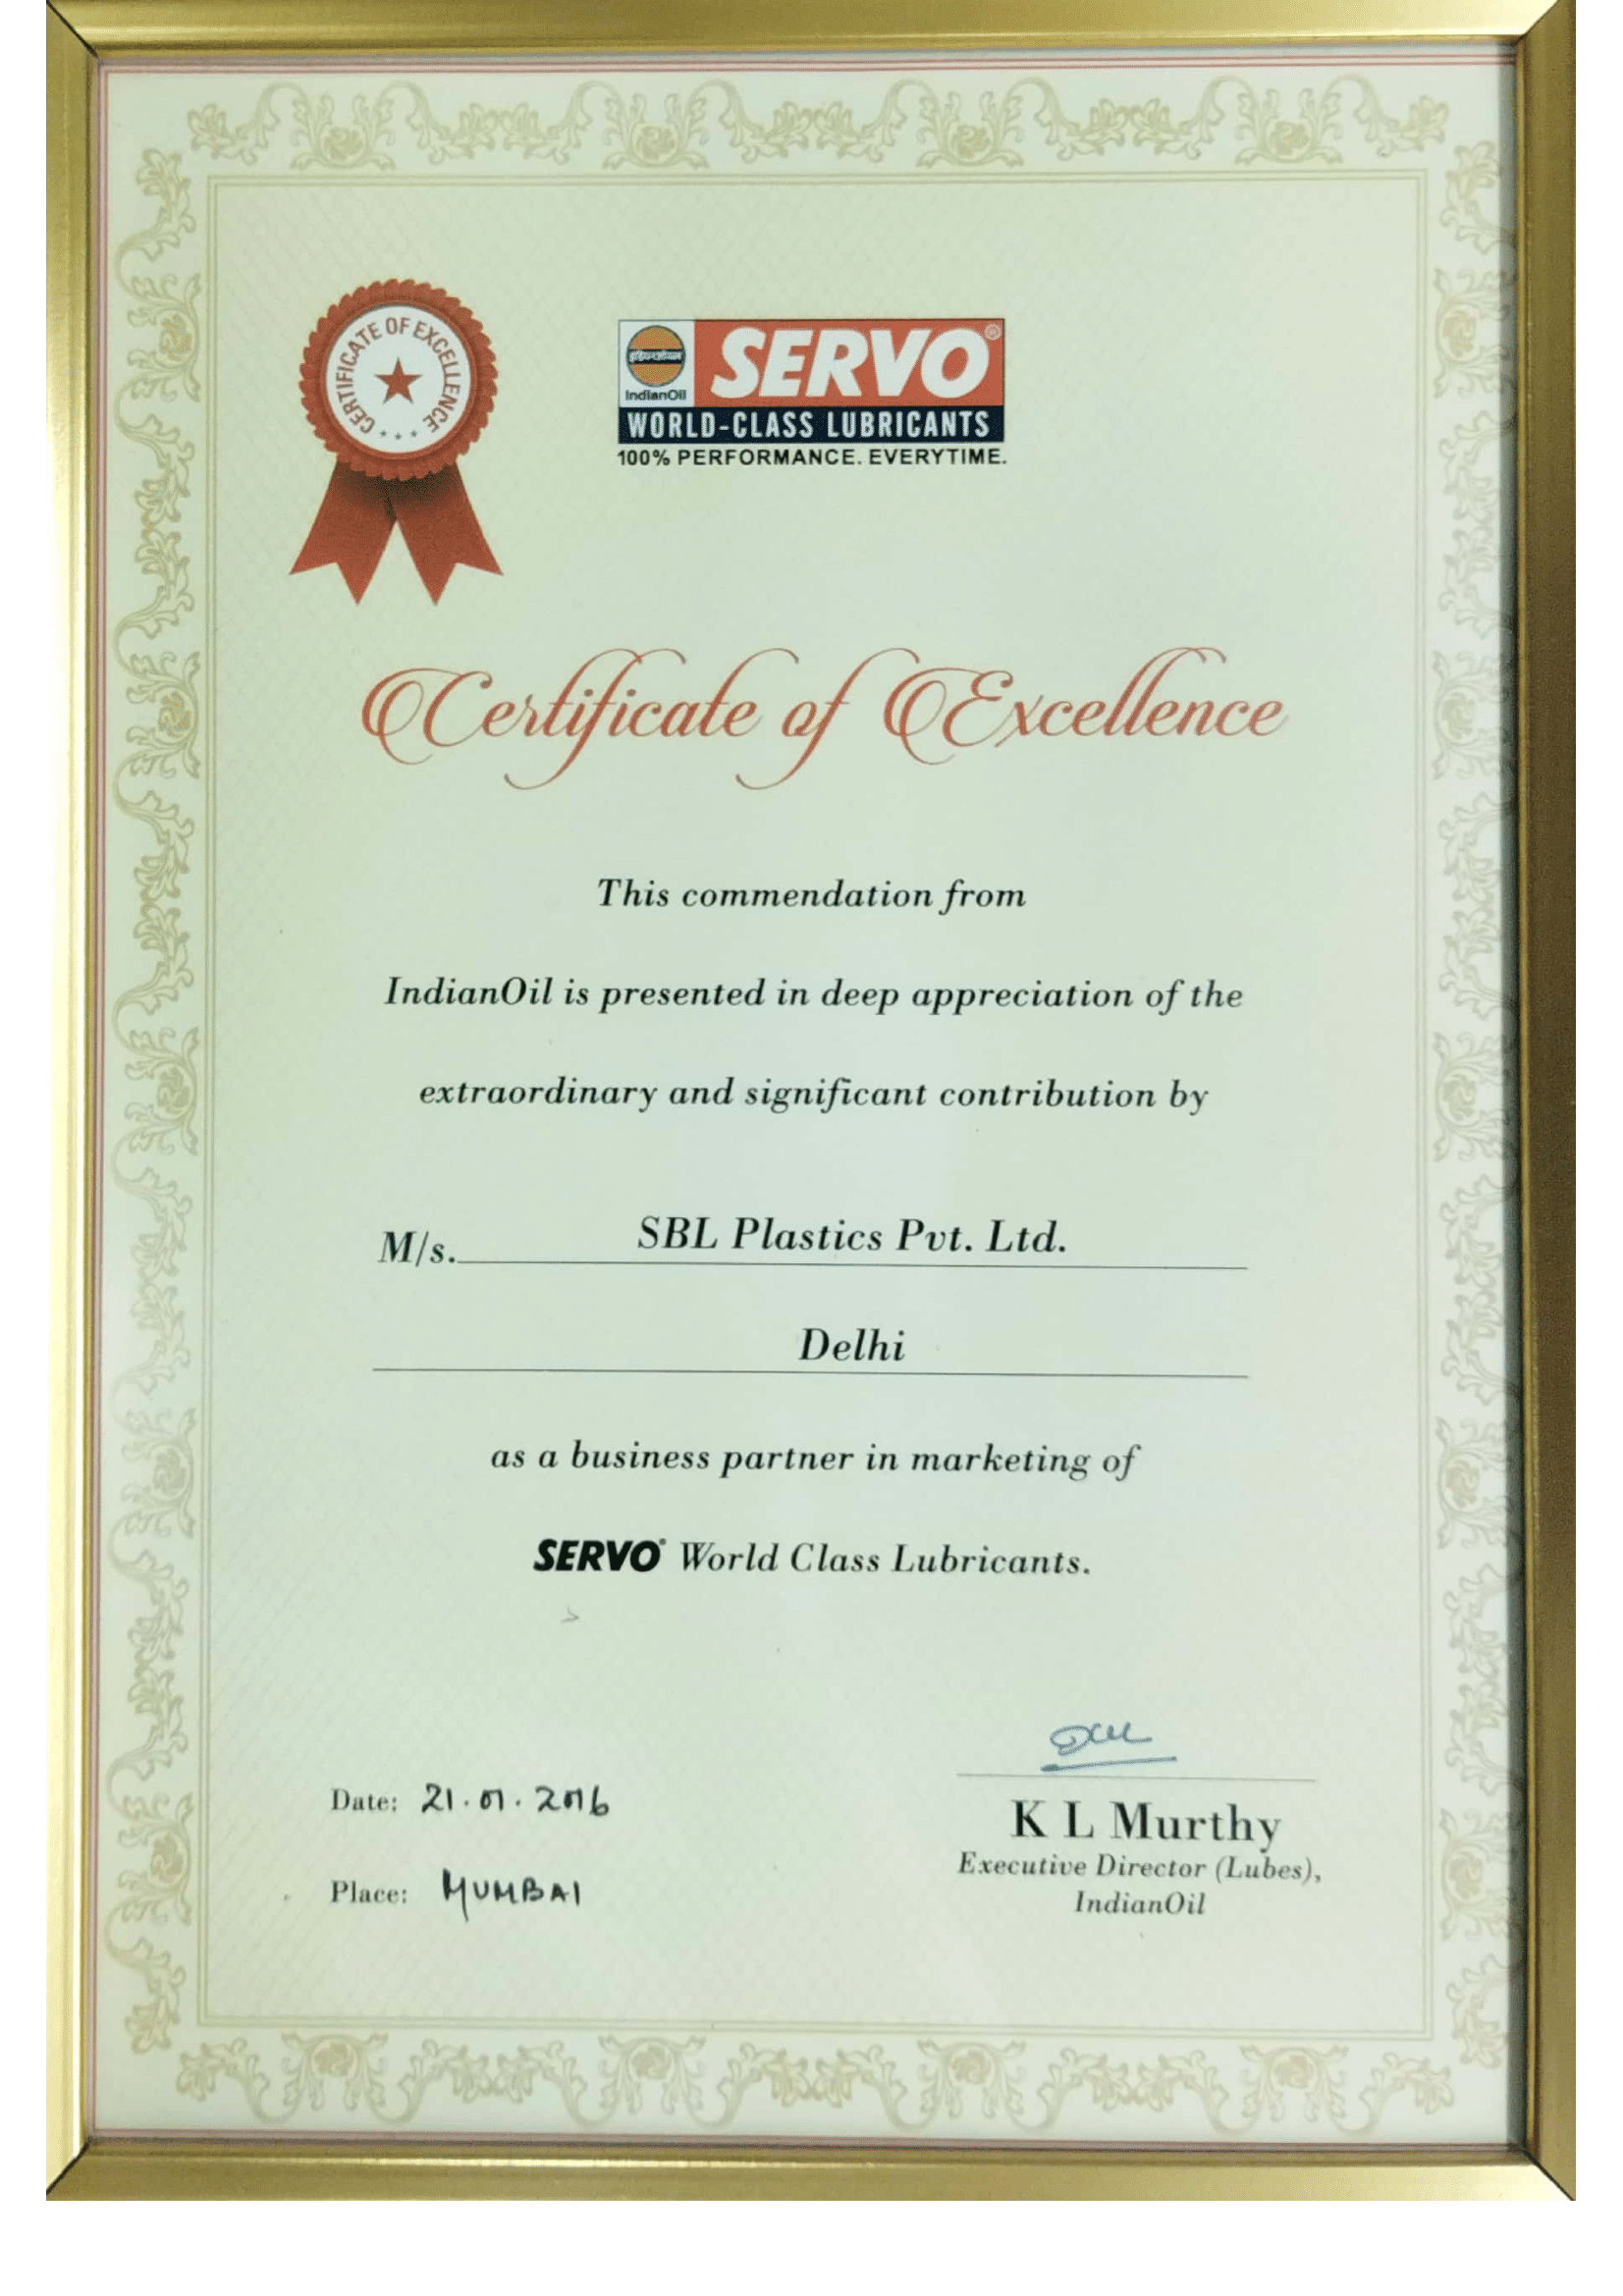 CERTIFICATE OF EXCELLENCE
IndianOil
SERVO®
WORLD-CLASS LUBRICANTS
100% PERFORMANCE. EVERYTIME.
Certificate of Excellence
This commendation from
IndianOil is presented in deep appreciation of the
extraordinary and significant contribution by
M/s. SBL Plastics Pvt. Ltd.
Delhi
as a business partner in marketing of
SERVO® World Class Lubricants.
Date: 21.01.2016
Place: MUMBAI
K L Murthy
Executive Director (Lubes),
IndianOil